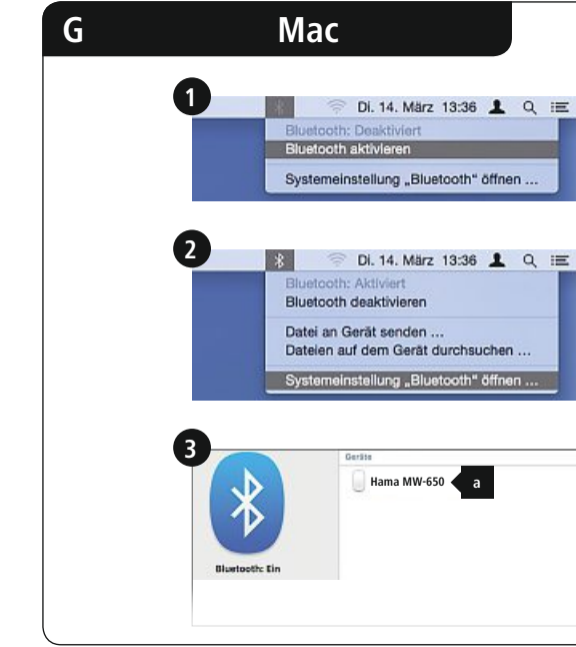 G Mac
1
Di. 14. März 13:36
Bluetooth: Deaktiviert
Bluetooth aktivieren
Systemeinstellung „Bluetooth“ öffnen ...
2
Di. 14. März 13:36
Bluetooth: Aktiviert
Bluetooth deaktivieren
Datei an Gerät senden ...
Dateien auf dem Gerät durchsuchen ...
Systemeinstellung „Bluetooth“ öffnen ...
3
Geräte
Hama MW-650 a
Bluetooth: Ein